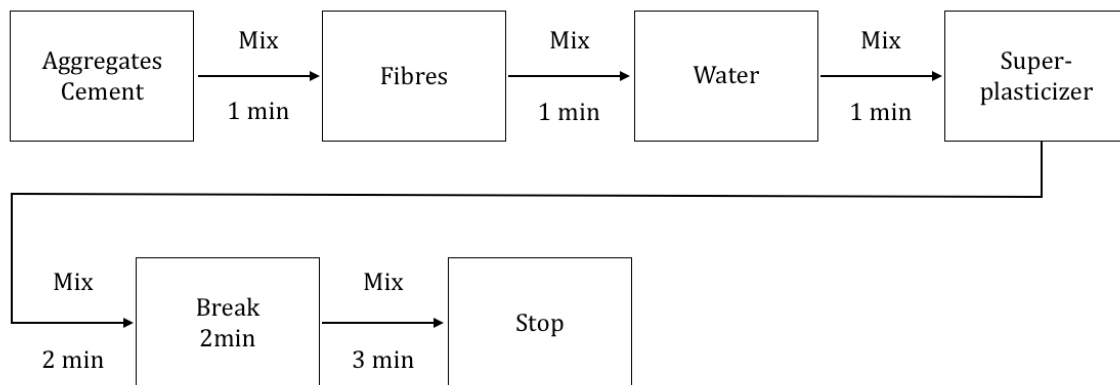 Aggregates
Cement
Mix
1 min
Fibres
Mix
1 min
Water
Mix
1 min
Super-
plasticizer
Mix
2 min
Break
2min
Mix
3 min
Stop